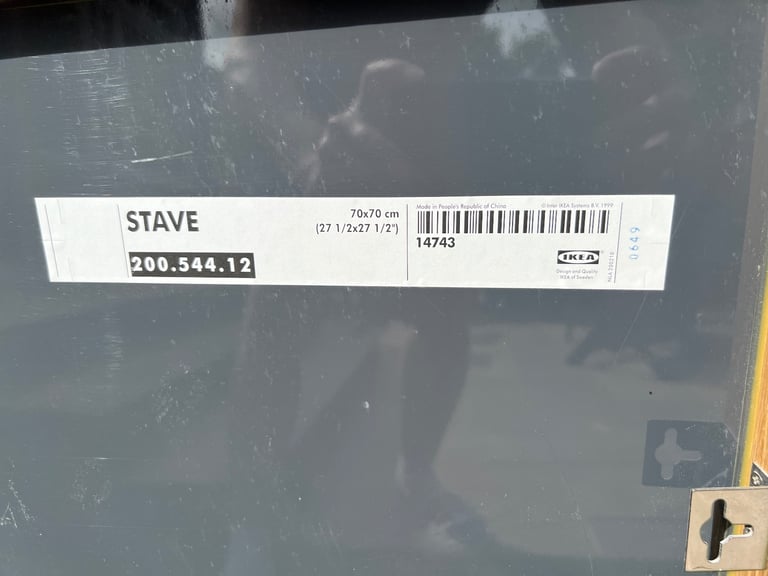 STAVE
70x70 cm
(27 1/2x27 1/2")
200.544.12
Made in People's Republic of China
© Inter IKEA Systems B.V. 1999
14743
IKEA
Design and Quality
IKEA of Sweden
0649